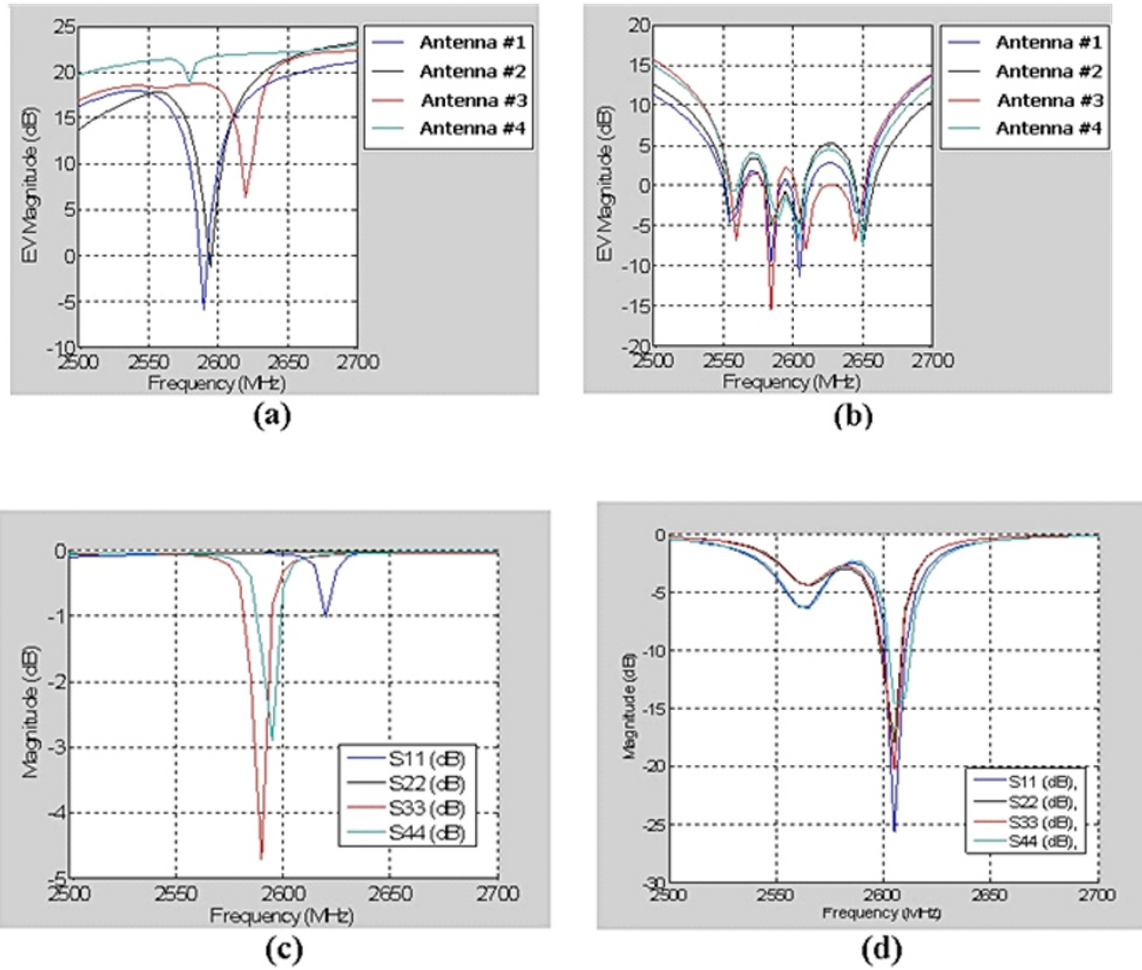 25
20
15
10
5
0
-5
-10
EV Magnitude (dB)
2500 2550 2600 2650 2700
Frequency (MHz)
Antenna #1
Antenna #2
Antenna #3
Antenna #4
(a)
20
15
10
5
0
-5
-10
-15
-20
EV Magnitude (dB)
2500 2550 2600 2650 2700
Frequency (MHz)
Antenna #1
Antenna #2
Antenna #3
Antenna #4
(b)
0
-1
-2
-3
-4
-5
Magnitude (dB)
2500 2550 2600 2650 2700
Frequency (MHz)
S11 (dB)
S22 (dB)
S33 (dB)
S44 (dB)
(c)
0
-5
-10
-15
-20
-25
-30
Magnitude (dB)
2500 2550 2600 2650 2700
Frequency (MHz)
S11 (dB),
S22 (dB),
S33 (dB),
S44 (dB),
(d)